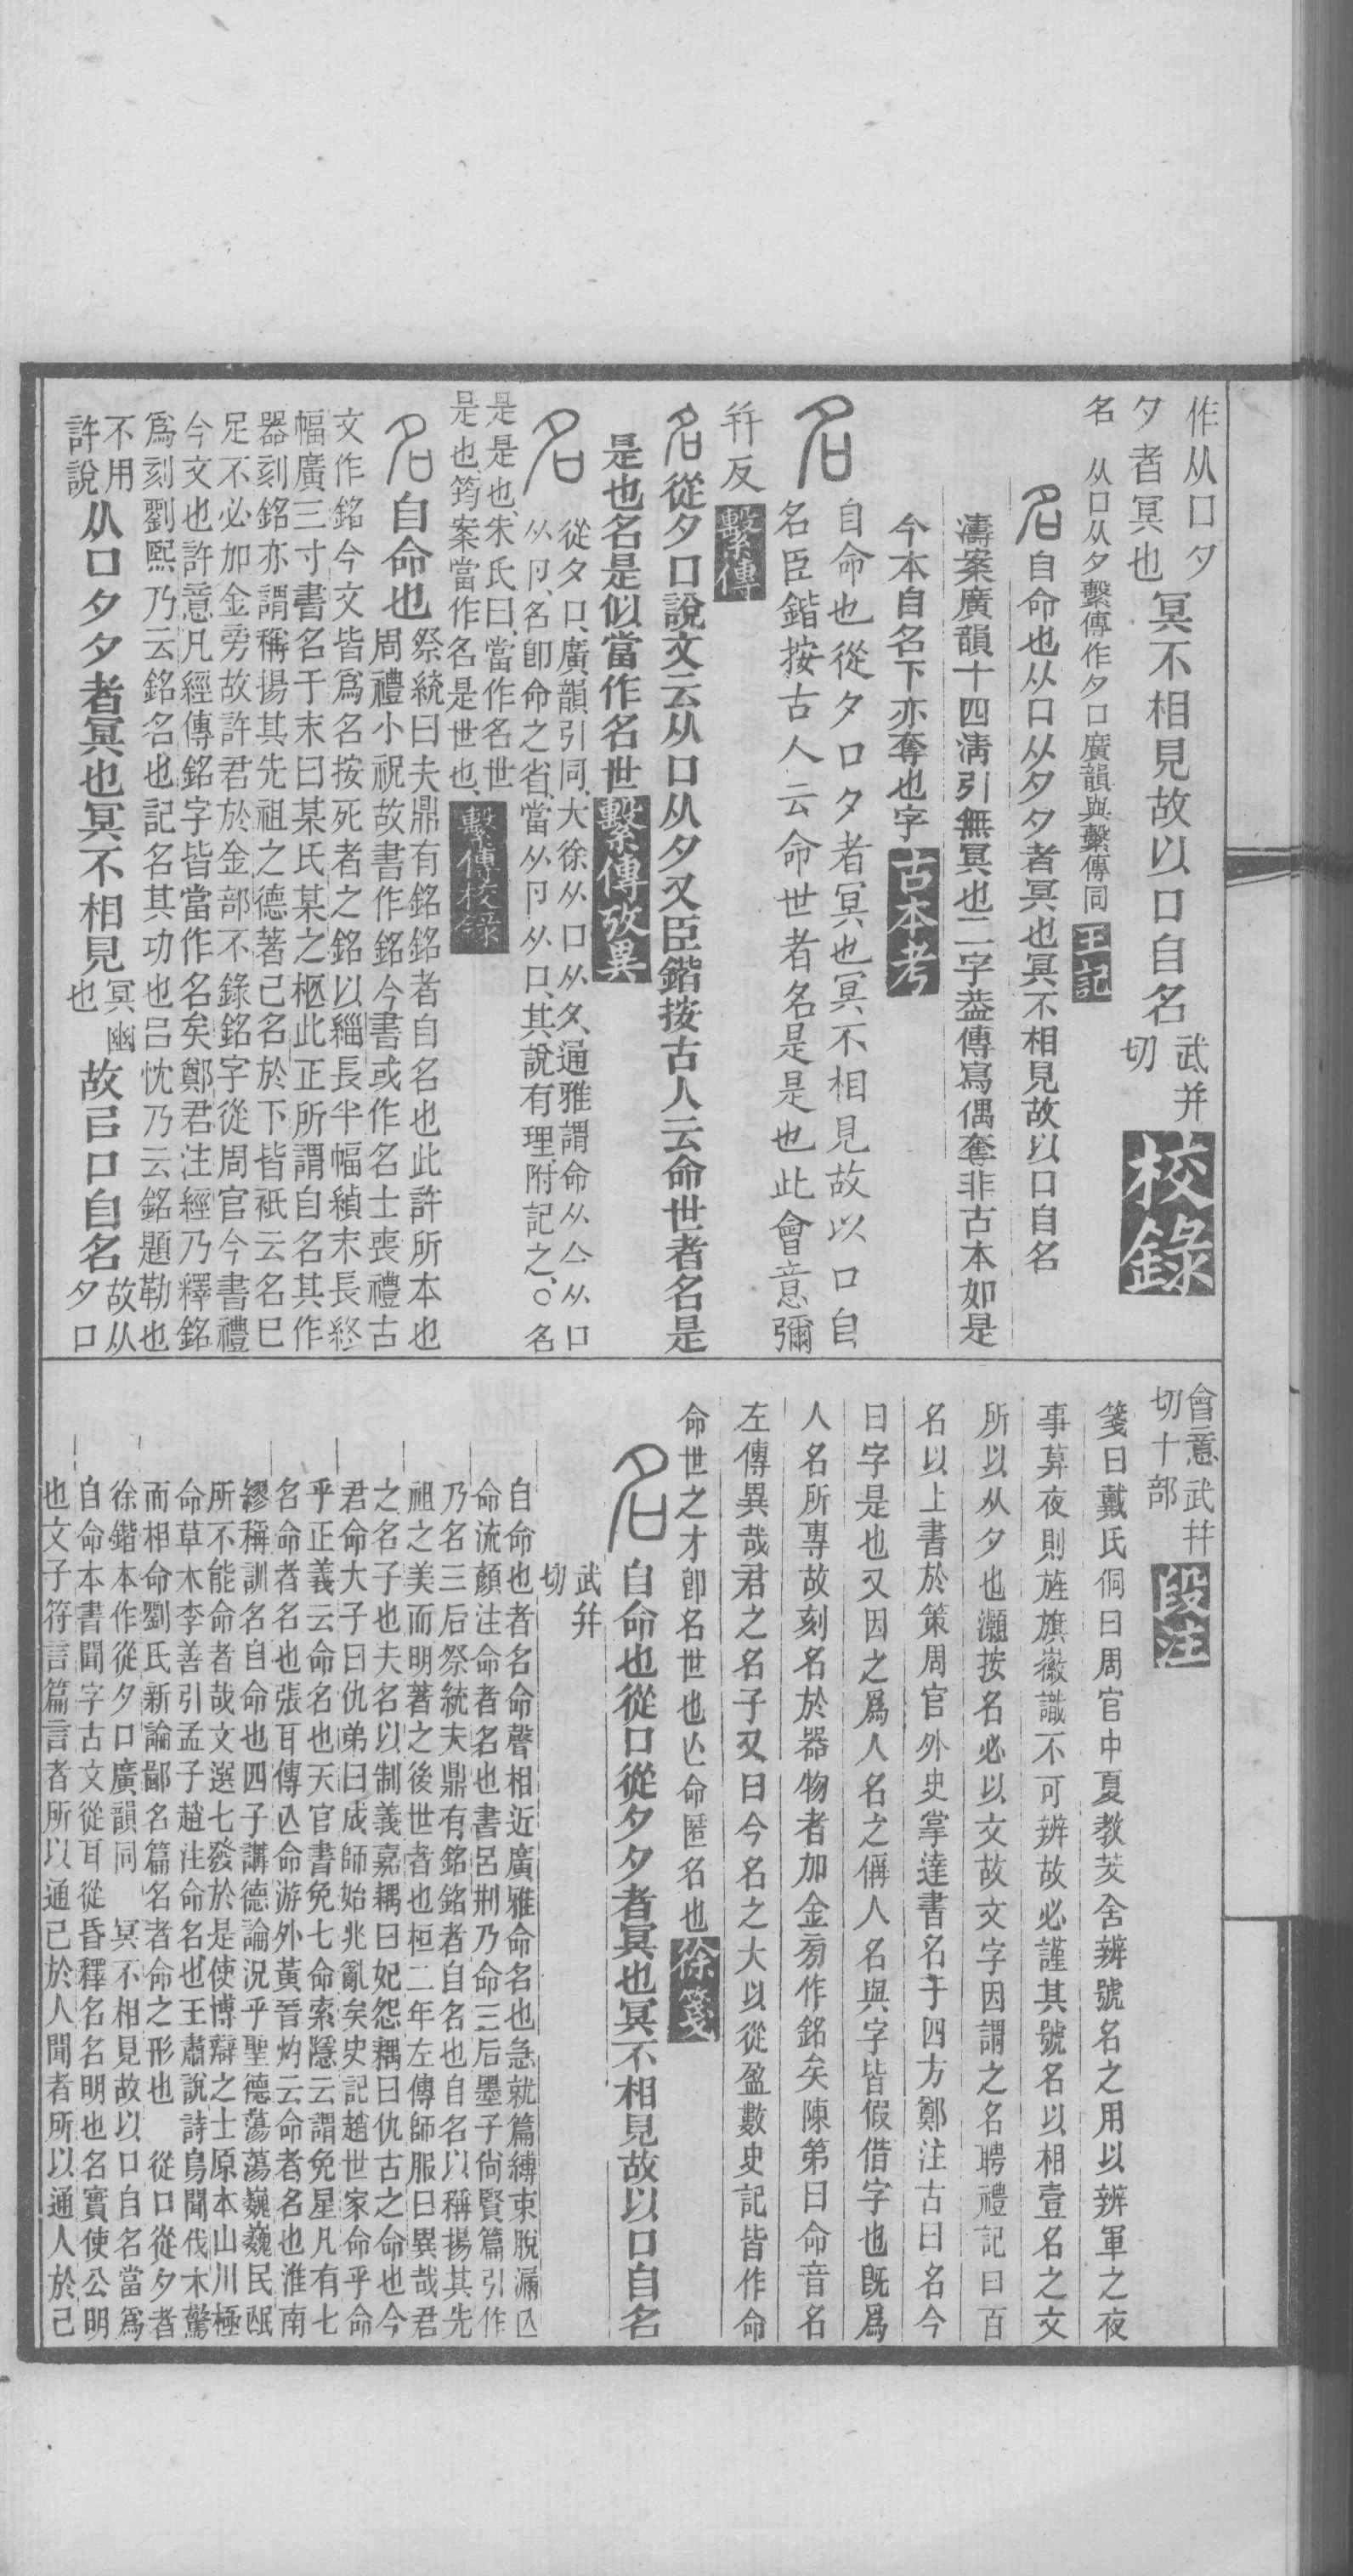 作从口夕
夕者冥也
冥不相見故以口自名
武并
切
校錄
名
从口从夕繫傳作夕口廣韻與繫傳同
王記
名自命也从口从夕夕者冥也冥不相見故以口自名
濤案廣韻十四清引無冥也二字葢傳寫偶奪非古本如是
今本自名下亦奪也字
古本考
名
自命也從夕口夕者冥也冥不相見故以口自
名臣鍇按古人云命世者名是是也此會意彌
幷反
繫傳
名從夕口說文云从口从夕又臣鍇按古人云命世者名是
是也名是似當作名世
繫傳攷異
名
從夕口、廣韻引同、大徐从口从夕、通雅謂命从亼从口
从卪、名卽命之省、當从卪从口、其說有理、附記之、○名
是是也、朱氏曰、當作名世
是也、筠案當作名是世也、
繫傳校錄
名自命也
祭統曰夫鼎有銘銘者自名也此許所本也
周禮小祝故書作銘今書或作名士喪禮古
文作銘今文皆爲名按死者之銘以緇長半幅䞓末長終
幅廣三寸書名于末曰某氏某之柩此正所謂自名其作
器刻銘亦謂稱揚其先祖之德著己名於下皆祇云名巳
足不必加金旁故許君於金部不錄銘字從周官今書禮
今文也許意凡經傳銘字皆當作名矣鄭君注經乃釋銘
爲刻劉熙乃云銘名也記名其功也呂忱乃云銘題勒也
不用
許說
从口夕夕者冥也冥不相見
冥幽
也
故㠯口自名
故从
夕口
會意武幷
切十部
段注
箋曰戴氏侗曰周官中夏教茇舍辨號名之用以辨軍之夜
事莫夜則旌旗徽識不可辨故必謹其號名以相壹名之文
所以从夕也灝按名必以文故文字因謂之名聘禮記曰百
名以上書於策周官外史掌達書名于四方鄭注古曰名今
曰字是也又因之爲人名之偁人名與字皆假借字也旣爲
人名所專故刻名於器物者加金㫄作銘矣陳第曰命音名
左傳異哉君之名子又曰今名之大以從盈數史記皆作命
命世之才卽名世也亾命匿名也
徐箋
名自命也從口從夕夕者冥也冥不相見故以口自名
武幷
切
自命也者名命聲相近廣雅命名也急就篇縛束脫漏亾
命流顏注命者名也書呂刑乃命三后墨子尙賢篇引作
乃名三后祭統夫鼎有銘銘者自名也自名以稱揚其先
祖之美而明著之後世者也桓二年左傳師服曰異哉君
之名子也夫名以制義嘉耦曰妃怨耦曰仇古之命也今
君命大子曰仇弟曰成師始兆亂矣史記趙世家命乎命
乎正義云命名也天官書免七命索隱云謂免星凡有七
名命者名也張耳傳亾命游外黃晉灼云命者名也淮南
繆稱訓名自命也四子講德論況乎聖德蕩蕩巍巍民氓
所不能命者哉文選七發於是使博辯之士原本山川極
命草木李善引孟子趙注命名也王肅說詩鳥聞伐木驚
而相命劉氏新論鄙名篇名者命之形也　從口從夕者
徐鍇本作從夕口廣韻同　冥不相見故以口自名當爲
自命本書聞字古文從耳從昏釋名名明也名實使公明
也文子符言篇言者所以通己於人聞者所以通人於己